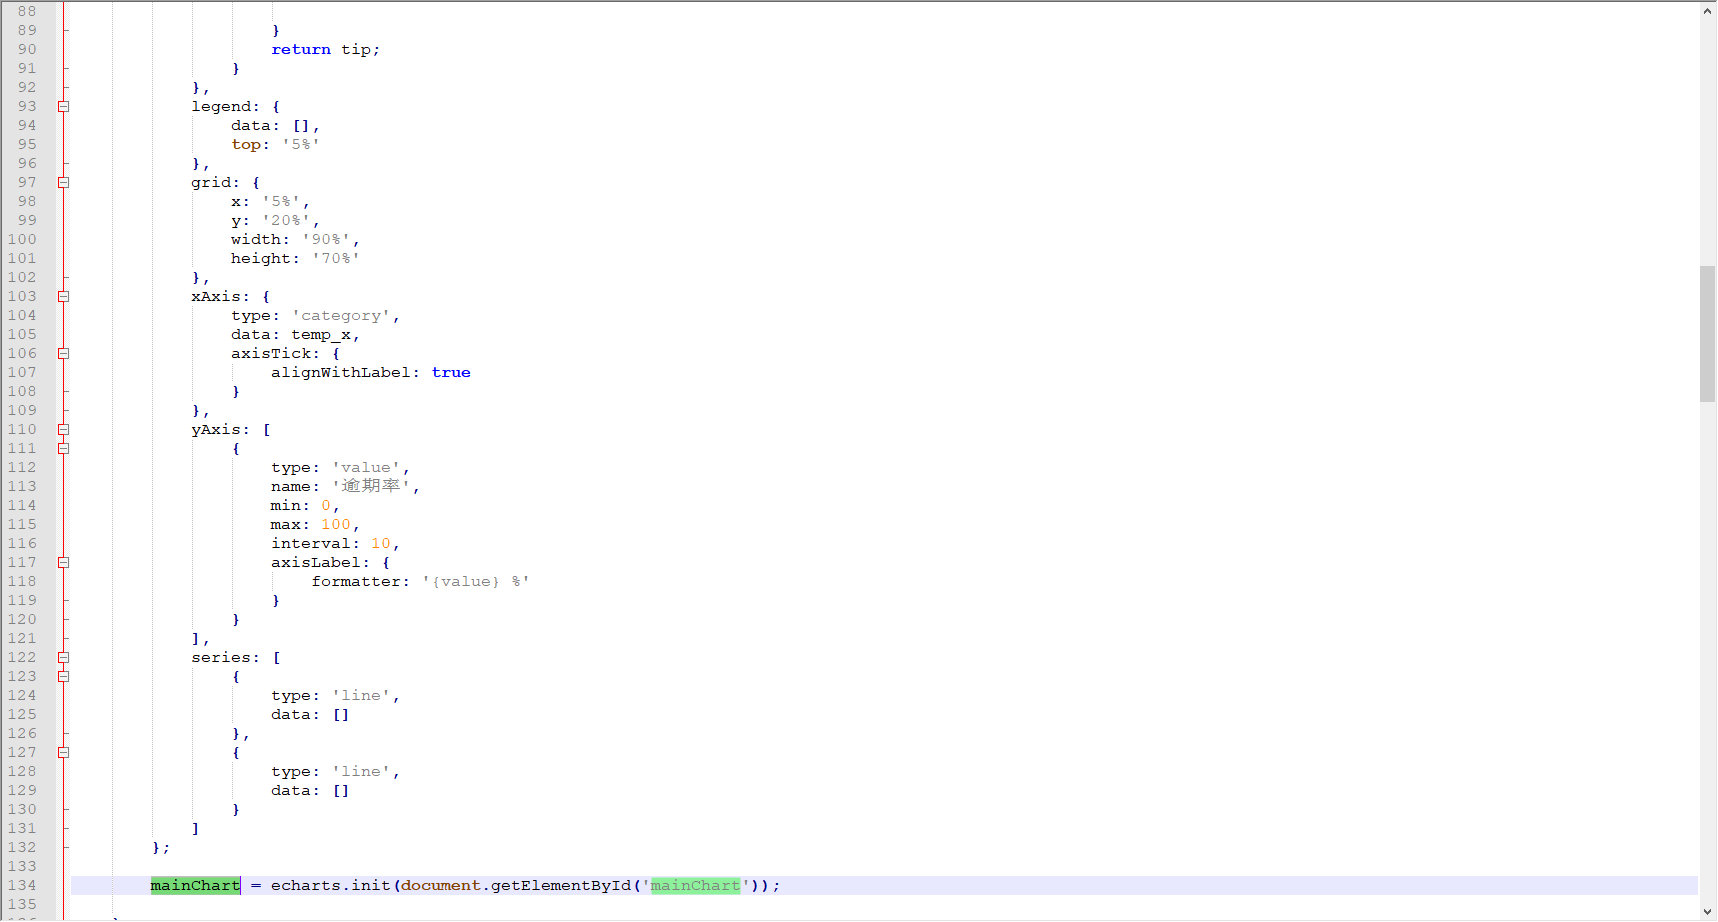 88
89 }
90 return tip;
91 }
92 },
93 legend: {
94 data: [],
95 top: '5%'
96 },
97 grid: {
98 x: '5%',
99 y: '20%',
100 width: '90%',
101 height: '70%'
102 },
103 xAxis: {
104 type: 'category',
105 data: temp_x,
106 axisTick: {
107 alignWithLabel: true
108 }
109 },
110 yAxis: [
111 {
112 type: 'value',
113 name: '逾期率',
114 min: 0,
115 max: 100,
116 interval: 10,
117 axisLabel: {
118 formatter: '{value} %'
119 }
120 }
121 ],
122 series: [
123 {
124 type: 'line',
125 data: []
126 },
127 {
128 type: 'line',
129 data: []
130 }
131 ]
132 };
133
134 mainChart = echarts.init(document.getElementById('mainChart'));
135